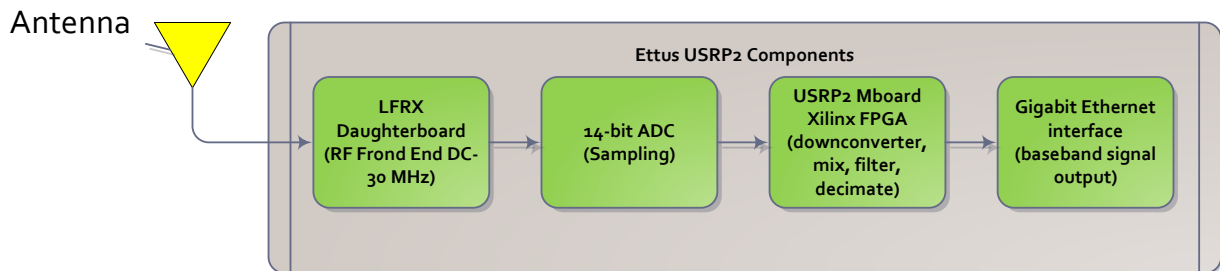 Antenna
Ettus USRP2 Components
LFRX
Daughterboard
(RF Frond End DC-
30 MHz)
14-bit ADC
(Sampling)
USRP2 Mboard
Xilinx FPGA
(downconverter,
mix, filter,
decimate)
Gigabit Ethernet
interface
(baseband signal
output)